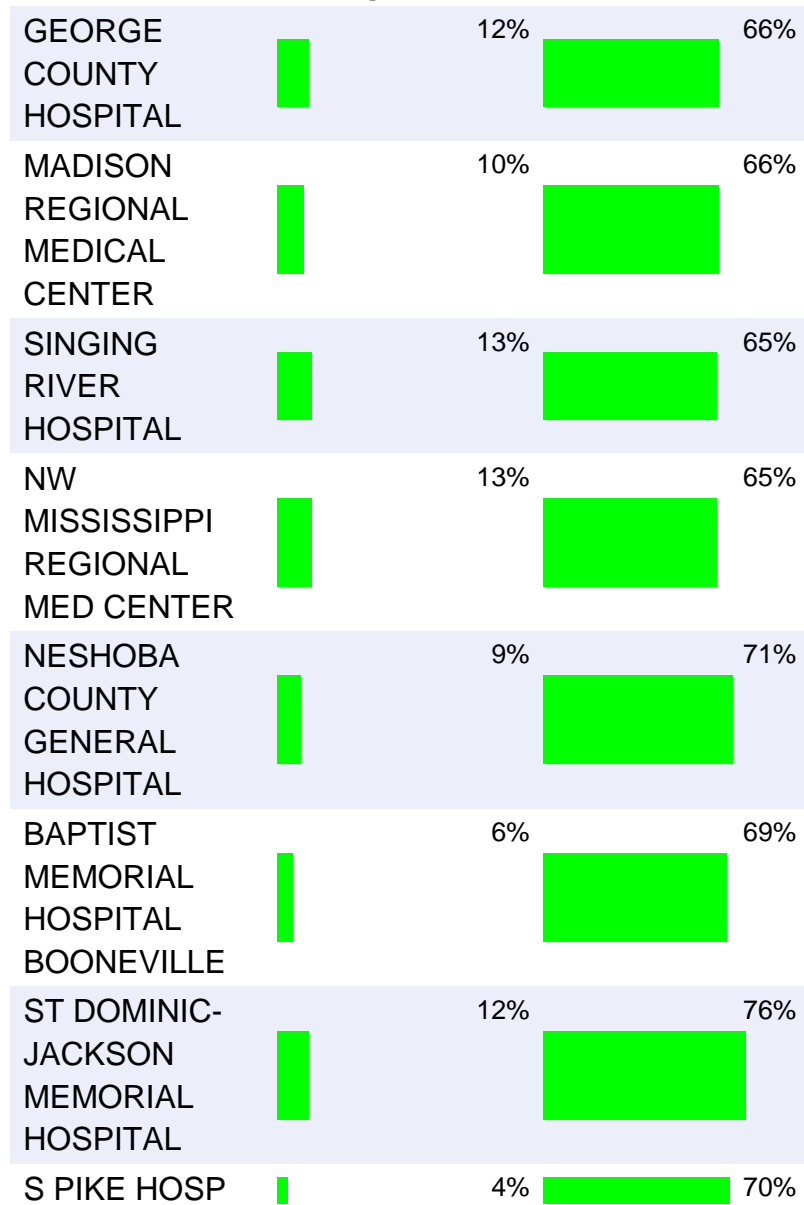 GEORGE 12% 66%
COUNTY
HOSPITAL
MADISON 10% 66%
REGIONAL
MEDICAL
CENTER
SINGING 13% 65%
RIVER
HOSPITAL
NW 13% 65%
MISSISSIPPI
REGIONAL
MED CENTER
NESHOBA 9% 71%
COUNTY
GENERAL
HOSPITAL
BAPTIST 6% 69%
MEMORIAL
HOSPITAL
BOONEVILLE
ST DOMINIC- 12% 76%
JACKSON
MEMORIAL
HOSPITAL
S PIKE HOSP 4% 70%